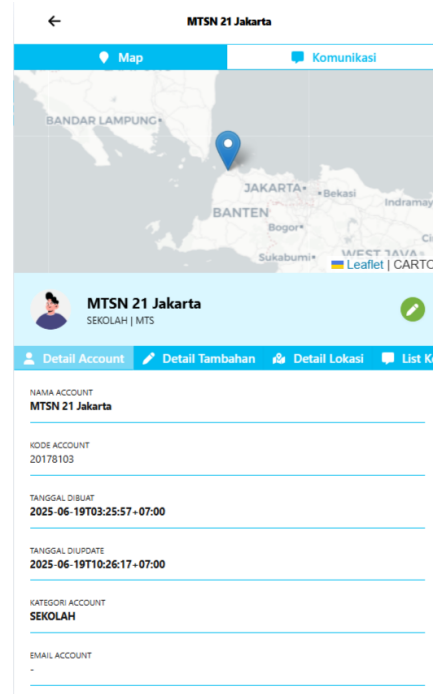 MTSN 21 Jakarta
Map
Komunikasi
BANDAR LAMPUNG
JAKARTA
Bekasi
Indramay
BANTEN
Ci
Bogor
Sukabumi
WEST JAVA
Leaflet | CARTO
MTSN 21 Jakarta
SEKOLAH | MTS
Detail Account
Detail Tambahan
Detail Lokasi
List K
NAMA ACCOUNT
MTSN 21 Jakarta
KODE ACCOUNT
20178103
TANGGAL DIBUAT
2025-06-19T03:25:57+07:00
TANGGAL DIUPDATE
2025-06-19T10:26:17+07:00
KATEGORI ACCOUNT
SEKOLAH
EMAIL ACCOUNT
-